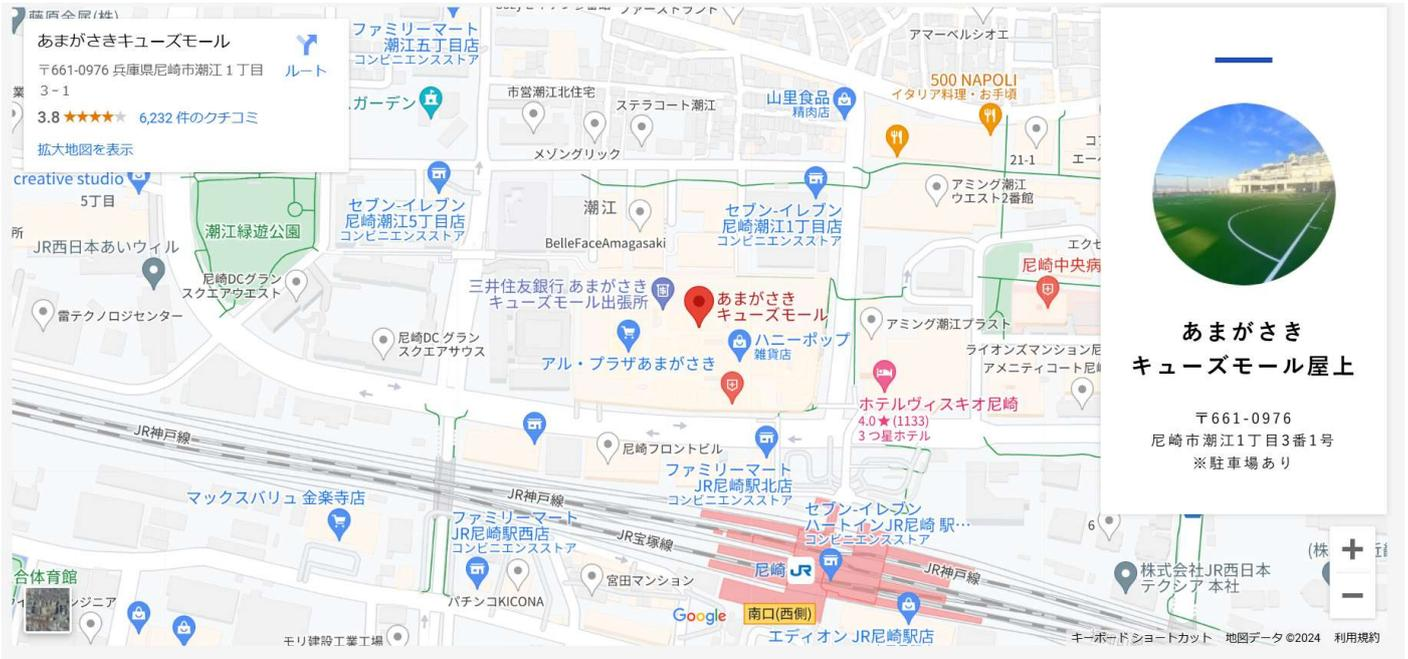 藤原金属(株)
ファーストラント
あまがさきキューズモール
〒661-0976 兵庫県尼崎市潮江１丁目
３−１
3.8
6,232 件のクチコミ
拡大地図を表示
ルート
ファミリーマート
潮江五丁目店
コンビニエンスストア
ガーデン
市営潮江北住宅
ステラコート潮江
メゾングリック
山里食品
精肉店
アマーベルシオエ
500 NAPOLI
イタリア料理・お手頃
21-1
creative studio
5丁目
所
JR西日本あいウィル
潮江緑遊公園
セブン-イレブン
尼崎潮江5丁目店
コンビニエンスストア
潮江
BelleFaceAmagasaki
セブン-イレブン
尼崎潮江1丁目店
コンビニエンスストア
アミング潮江
ウエスト2番館
尼崎中央病
尼崎DCグラン
スクエアウエスト
雷テクノロジセンター
尼崎DC グラン
スクエアサウス
三井住友銀行 あまがさき
キューズモール出張所
あまがさき
キューズモール
アル・プラザあまがさき
ハニーポップ
雑貨店
アミング潮江プラスト
ライオンズマンション尼
アメニティコート尼崎
ホテルヴィスキオ尼崎
4.0★(1133)
3 つ星ホテル
JR神戸線
尼崎フロントビル
ファミリーマート
JR尼崎駅北店
コンビニエンスストア
マックスバリュ 金楽寺店
JR神戸線
ファミリーマート
JR尼崎駅西店
コンビニエンスストア
JR宝塚線
セブン-イレブン
ハートインJR尼崎 駅…
コンビニエンスストア
尼崎
JR
JR神戸線
合体育館
パチンコKICONA
宮田マンション
南口(西側)
エディオン JR尼崎駅店
モリ建設工業工場
Google
6
株式会社JR西日本
テクシア 本社
キーボード ショートカット
地図データ ©2024
利用規約
あまがさき
キューズモール屋上
〒661-0976
尼崎市潮江1丁目3番1号
※駐車場あり